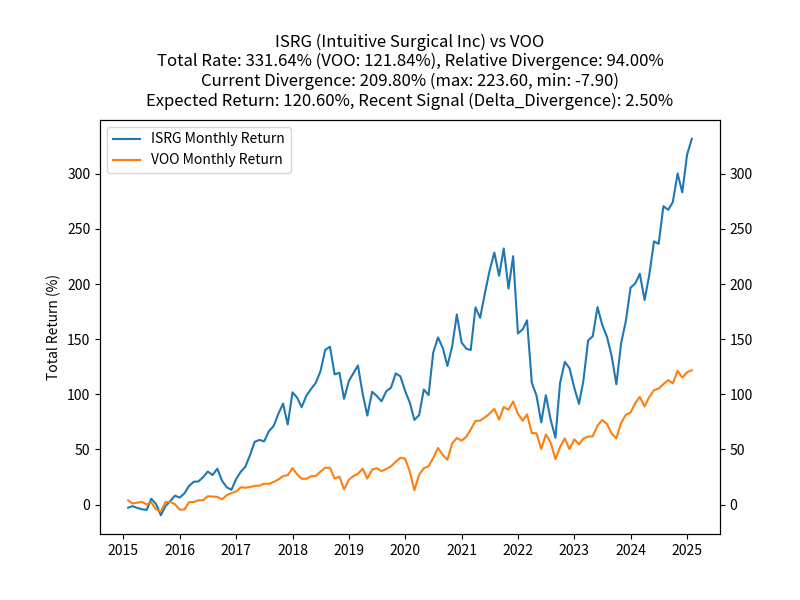 ISRG (Intuitive Surgical Inc) vs VOO
Total Rate: 331.64% (VOO: 121.84%), Relative Divergence: 94.00%
Current Divergence: 209.80% (max: 223.60, min: -7.90)
Expected Return: 120.60%, Recent Signal (Delta_Divergence): 2.50%
ISRG Monthly Return
VOO Monthly Return
Total Return (%)
300 300
250 250
200 200
150 150
100 100
50 50
0 0
2015 2016 2017 2018 2019 2020 2021 2022 2023 2024 2025